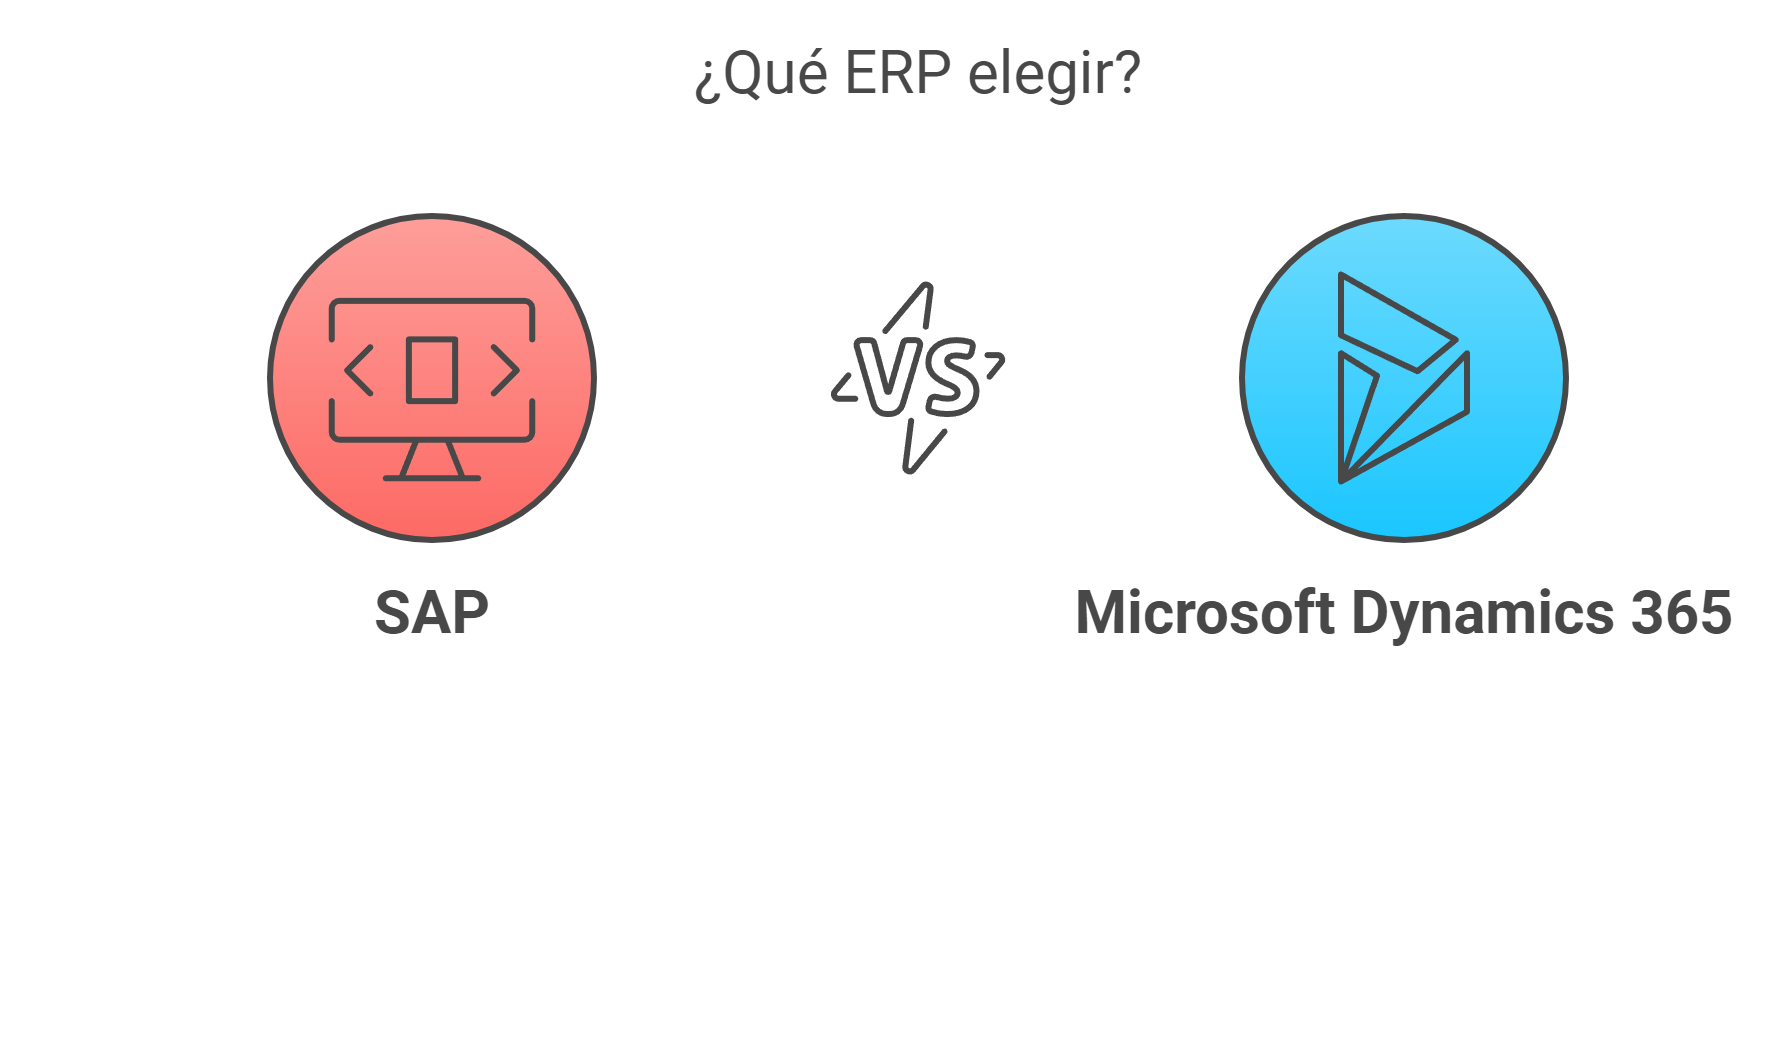 ¿Qué ERP elegir?
VS
SAP
Microsoft Dynamics 365